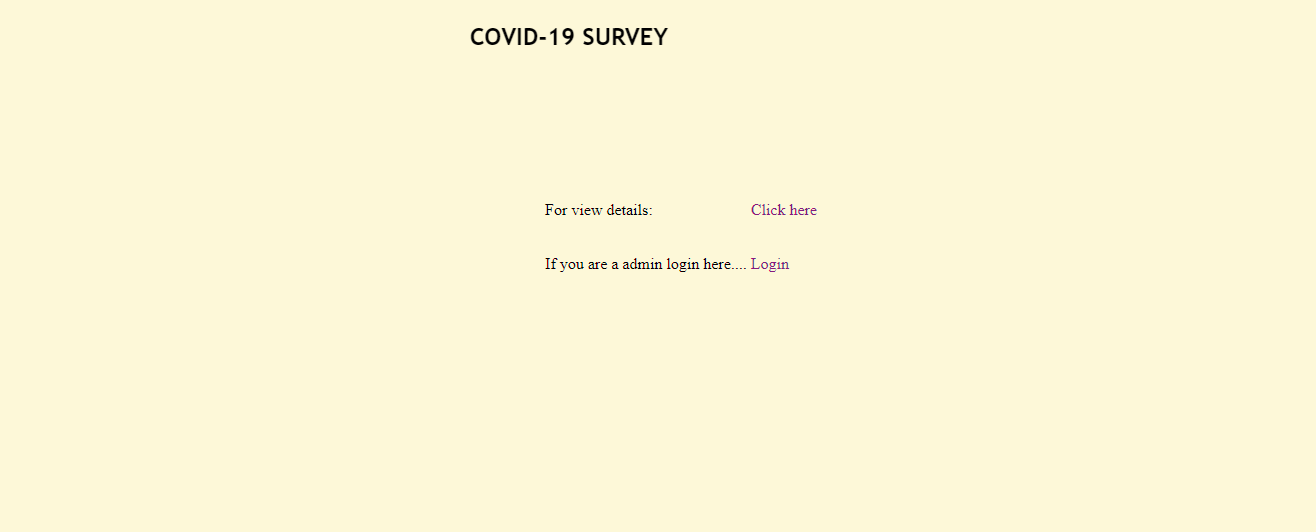 COVID-19 SURVEY
For view details: Click here
If you are a admin login here.... Login